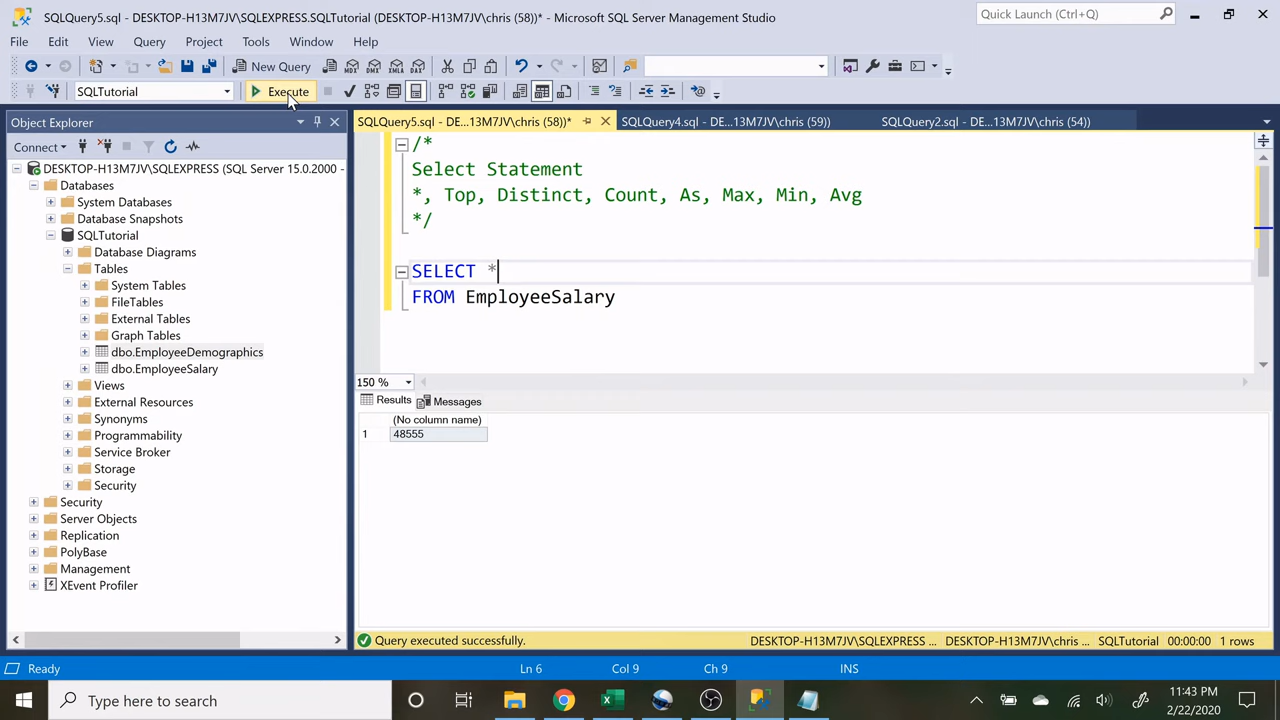 SQLQuery5.sql - DESKTOP-H13M7JV\SQLEXPRESS.SQLTutorial (DESKTOP-H13M7JV\chris (58))* - Microsoft SQL Server Management Studio
Quick Launch (Ctrl+Q)
File Edit View Query Project Tools Window Help
New Query
MDX DMX XMLA DAX
SQLTutorial
Execute
Object Explorer
Connect
DESKTOP-H13M7JV\SQLEXPRESS (SQL Server 15.0.2000 -
Databases
System Databases
Database Snapshots
SQLTutorial
Database Diagrams
Tables
System Tables
FileTables
External Tables
Graph Tables
dbo.EmployeeDemographics
dbo.EmployeeSalary
Views
External Resources
Synonyms
Programmability
Service Broker
Storage
Security
Security
Server Objects
Replication
PolyBase
Management
XEvent Profiler
SQLQuery5.sql - DE...13M7JV\chris (58))* SQLQuery4.sql - DE...13M7JV\chris (59)) SQLQuery2.sql - DE...13M7JV\chris (54))
/*
Select Statement
*, Top, Distinct, Count, As, Max, Min, Avg
*/
SELECT *
FROM EmployeeSalary
150 %
Results Messages
(No column name)
1 48555
Query executed successfully. DESKTOP-H13M7JV\SQLEXPRESS ... DESKTOP-H13M7JV\chris ... SQLTutorial 00:00:00 1 rows
Ready Ln 6 Col 9 Ch 9 INS
Type here to search
11:43 PM
2/22/2020